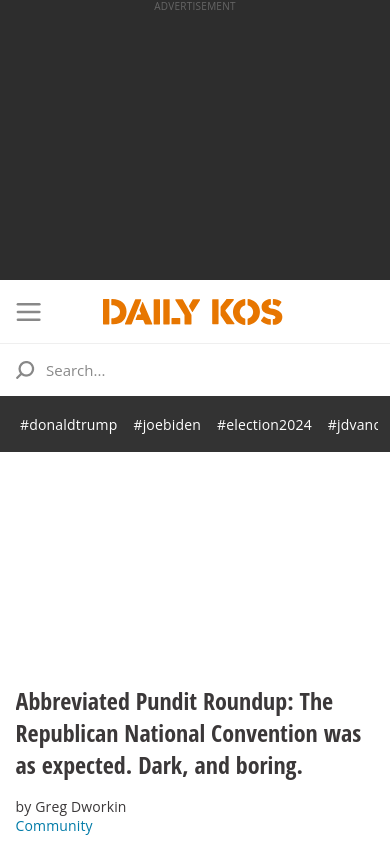 ADVERTISEMENT
DAILY KOS
Search...
#donaldtrump #joebiden #election2024 #jdvanc
Abbreviated Pundit Roundup: The
Republican National Convention was
as expected. Dark, and boring.
by Greg Dworkin
Community